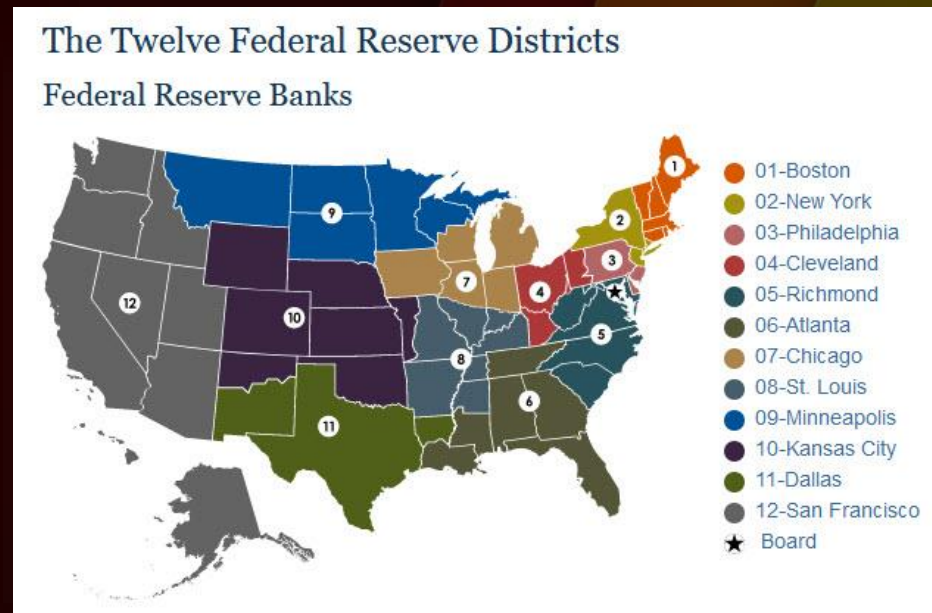 The Twelve Federal Reserve Districts
Federal Reserve Banks
1
2
3
4
5
6
7
8
9
10
11
12
01-Boston
02-New York
03-Philadelphia
04-Cleveland
05-Richmond
06-Atlanta
07-Chicago
08-St. Louis
09-Minneapolis
10-Kansas City
11-Dallas
12-San Francisco
Board